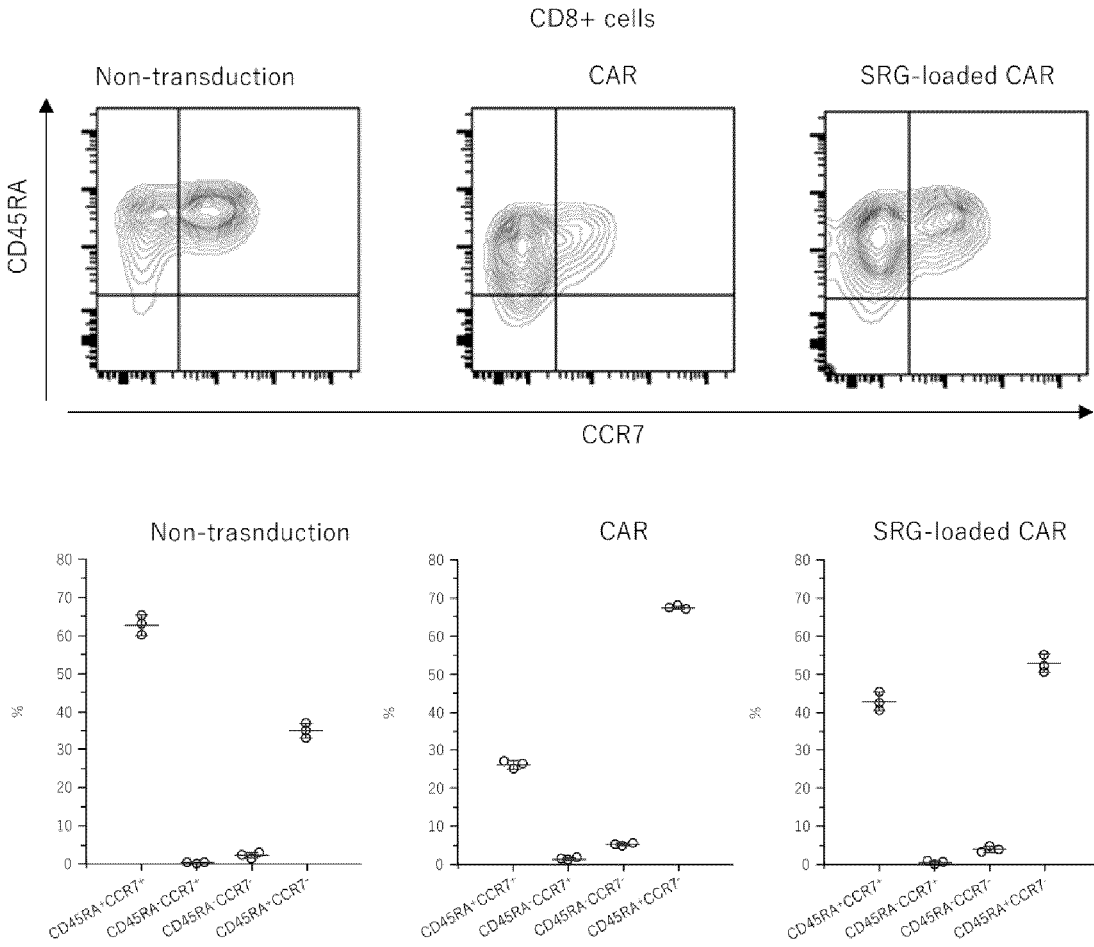 CD8+ cells
Non-transduction CAR SRG-loaded CAR
CD45RA
CCR7
Non-trasnduction CAR SRG-loaded CAR
80 80 80
70 70 70
60 60 60
50 50 50
% 40 % 40 % 40
30 30 30
20 20 20
10 10 10
0 0 0
CD45RA⁺CCR7⁺ CD45RA⁻CCR7⁺ CD45RA⁻CCR7⁻ CD45RA⁺CCR7⁻ CD45RA⁺CCR7⁺ CD45RA⁻CCR7⁺ CD45RA⁻CCR7⁻ CD45RA⁺CCR7⁻ CD45RA⁺CCR7⁺ CD45RA⁻CCR7⁺ CD45RA⁻CCR7⁻ CD45RA⁺CCR7⁻